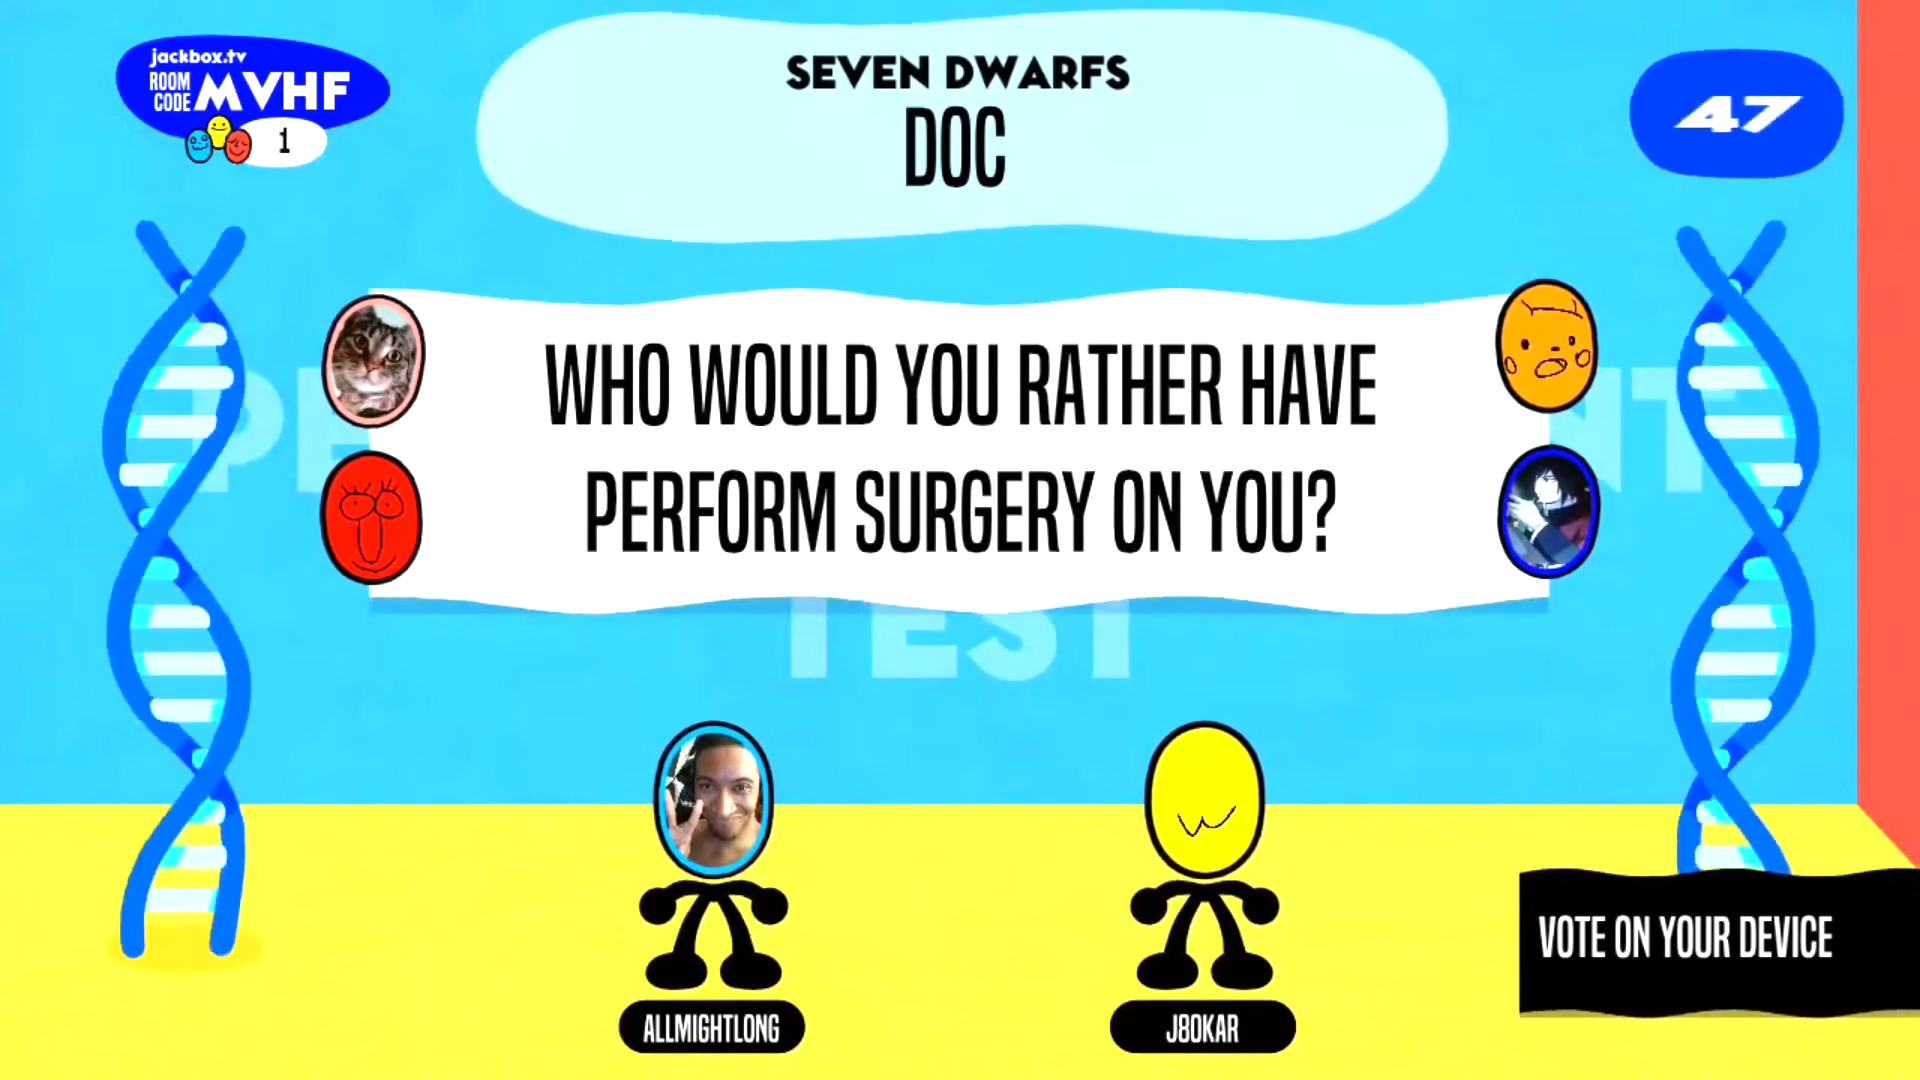 jackbox.tv
ROOM CODE MVHF
1
SEVEN DWARFS
DOC
47
WHO WOULD YOU RATHER HAVE
PERFORM SURGERY ON YOU?
TEST
ALLMIGHTLONG
J80KAR
VOTE ON YOUR DEVICE